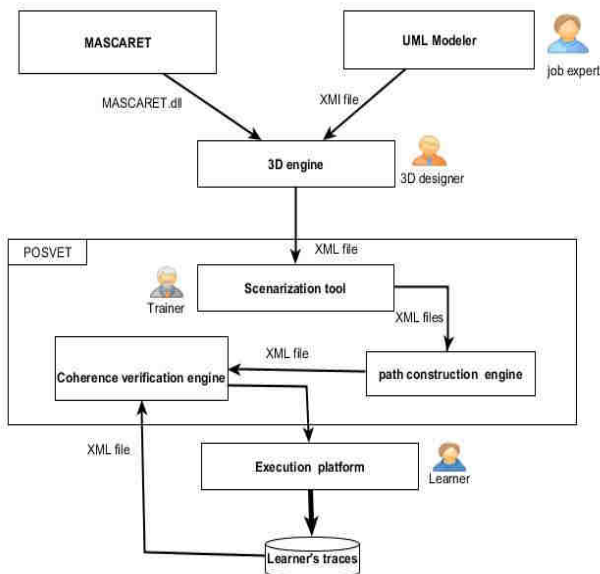 MASCARET
UML Modeler
job expert
MASCARET.dll
XMI file
3D engine
3D designer
XML file
POSVET
Scenarization tool
Trainer
XML files
XML file
Coherence verification engine
path construction engine
XML file
Execution platform
Learner
Learner's traces